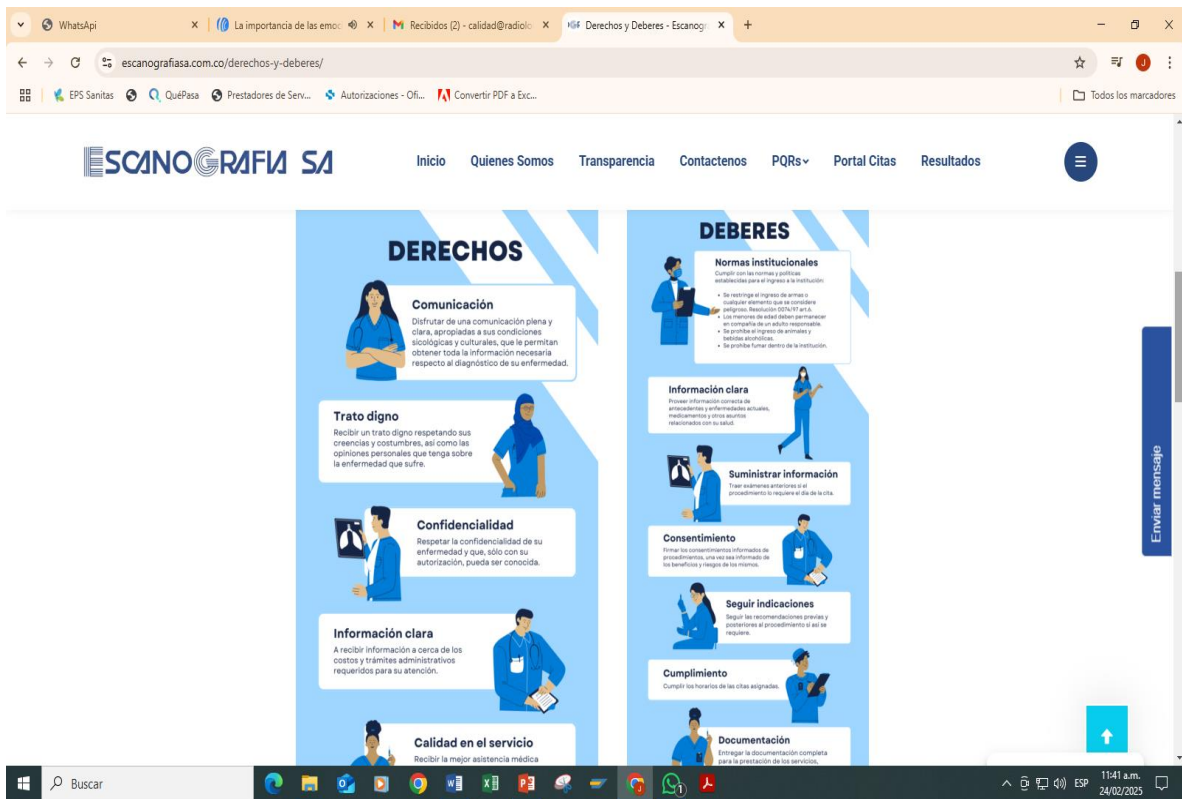 WhatsApi
La importancia de las emoc
Recibidos (2) - calidad@radiolo
Derechos y Deberes - Escanogr
escanografiasa.com.co/derechos-y-deberes/
EPS Sanitas
QuéPasa
Prestadores de Serv...
Autorizaciones - Ofi...
Convertir PDF a Exc...
Todos los marcadores
ESCANOGRAFIA SA
Inicio
Quienes Somos
Transparencia
Contactenos
PQRs
Portal Citas
Resultados
DERECHOS
Comunicación
Disfrutar de una comunicación plena y
clara, apropiadas a sus condiciones
sicológicas y culturales, que le permitan
obtener toda la información necesaria
respecto al diagnóstico de su enfermedad.
Trato digno
Recibir un trato digno respetando sus
creencias y costumbres, así como las
opiniones personales que tenga sobre
la enfermedad que sufre.
Confidencialidad
Respetar la confidencialidad de su
enfermedad y que, sólo con su
autorización, pueda ser conocida.
Información clara
A recibir información a cerca de los
costos y trámites administrativos
requeridos para su atención.
Calidad en el servicio
Recibir la mejor asistencia médica
DEBERES
Normas institucionales
Cumplir con las normas y políticas
establecidas para el ingreso a la institución:
• Se restringe el ingreso de armas o
cualquier elemento que se considere
peligroso. Resolución 0076/97 art.6.
• Los menores de edad deben permanecer
en compañía de un adulto responsable.
• Se prohíbe el ingreso de animales y
bebidas alcohólicas.
• Se prohíbe fumar dentro de la institución.
Información clara
Proveer información correcta de
antecedentes y enfermedades actuales,
medicamentos y otros asuntos
relacionados con su salud.
Suministrar información
Traer exámenes anteriores si el
procedimiento lo requiere el día de la cita.
Consentimiento
Firmar los consentimientos informados de
procedimientos, una vez sea informado de
los beneficios y riesgos de los mismos.
Seguir indicaciones
Seguir las recomendaciones previas y
posteriores al procedimiento si así se
requiere.
Cumplimiento
Cumplir los horarios de las citas asignadas.
Documentación
Entregar la documentación completa
para la prestación de los servicios,
Enviar mensaje
Buscar
ESP
11:41 a.m.
24/02/2025